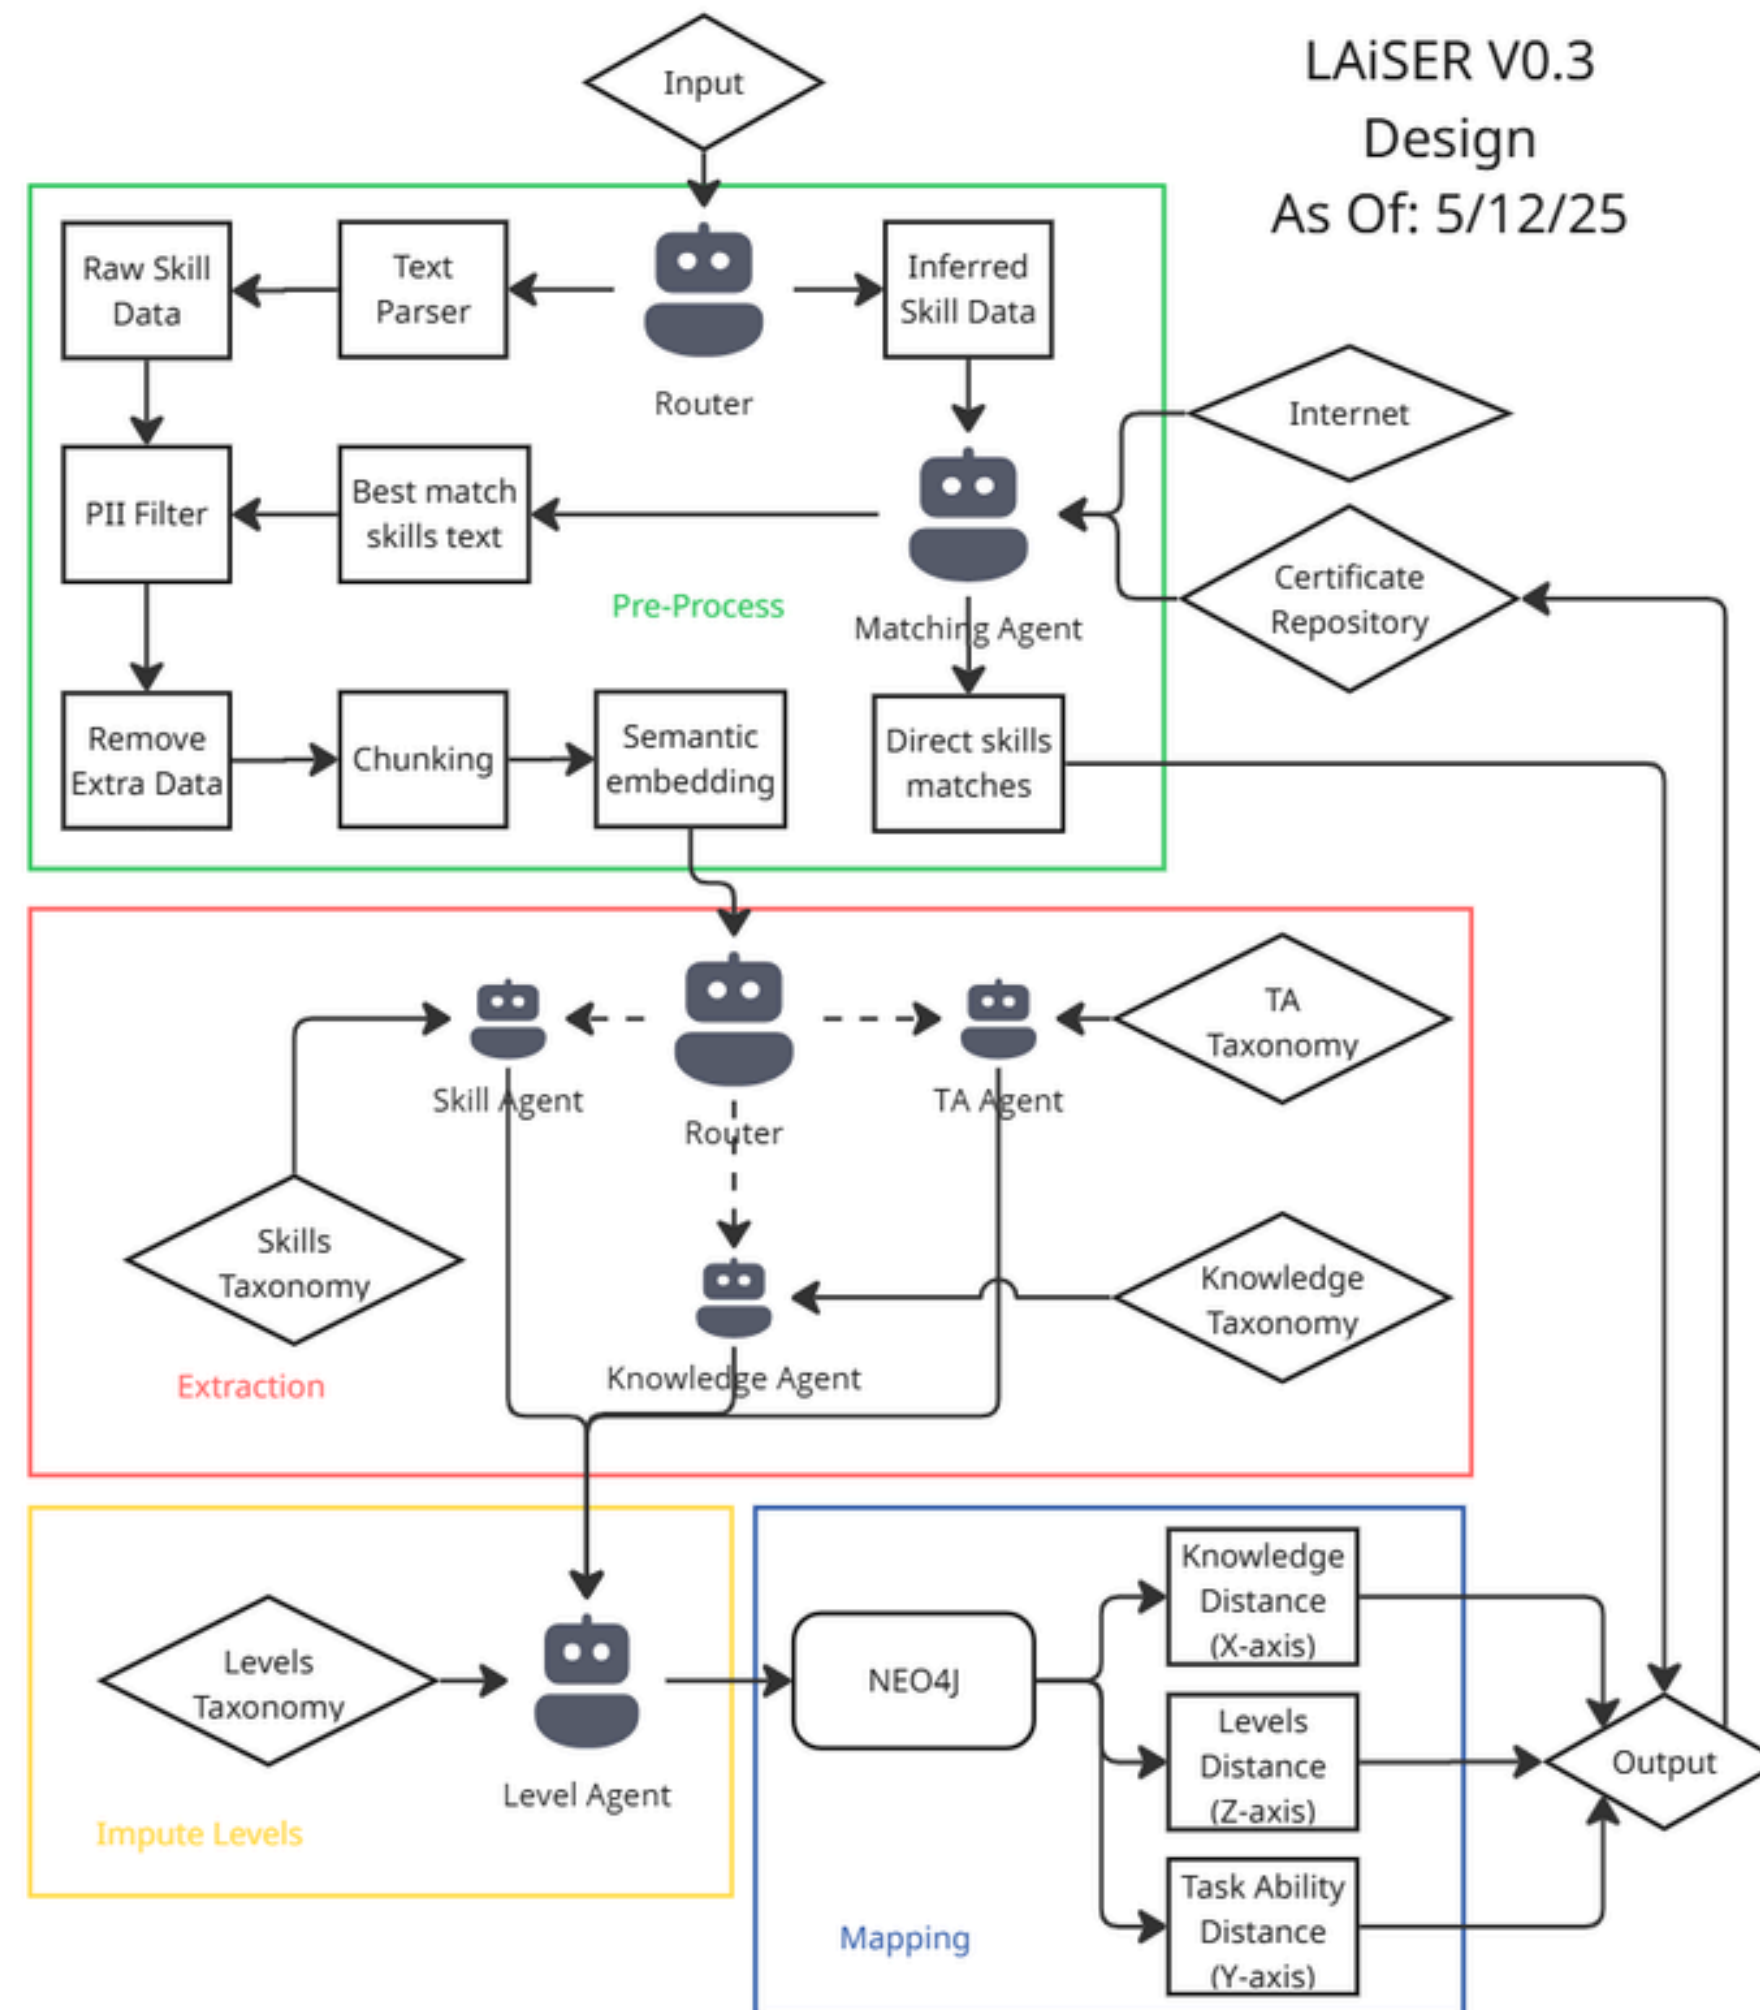 Input
LAiSER V0.3
Design
As Of: 5/12/25
Raw Skill
Data
Text
Parser
Router
Inferred
Skill Data
Internet
PII Filter
Best match
skills text
Matching Agent
Certificate
Repository
Pre-Process
Remove
Extra Data
Chunking
Semantic
embedding
Direct skills
matches
Skill Agent
Router
TA Agent
TA
Taxonomy
Skills
Taxonomy
Knowledge
Taxonomy
Knowledge Agent
Extraction
Levels
Taxonomy
Level Agent
Impute Levels
NEO4J
Knowledge
Distance
(X-axis)
Levels
Distance
(Z-axis)
Task Ability
Distance
(Y-axis)
Output
Mapping